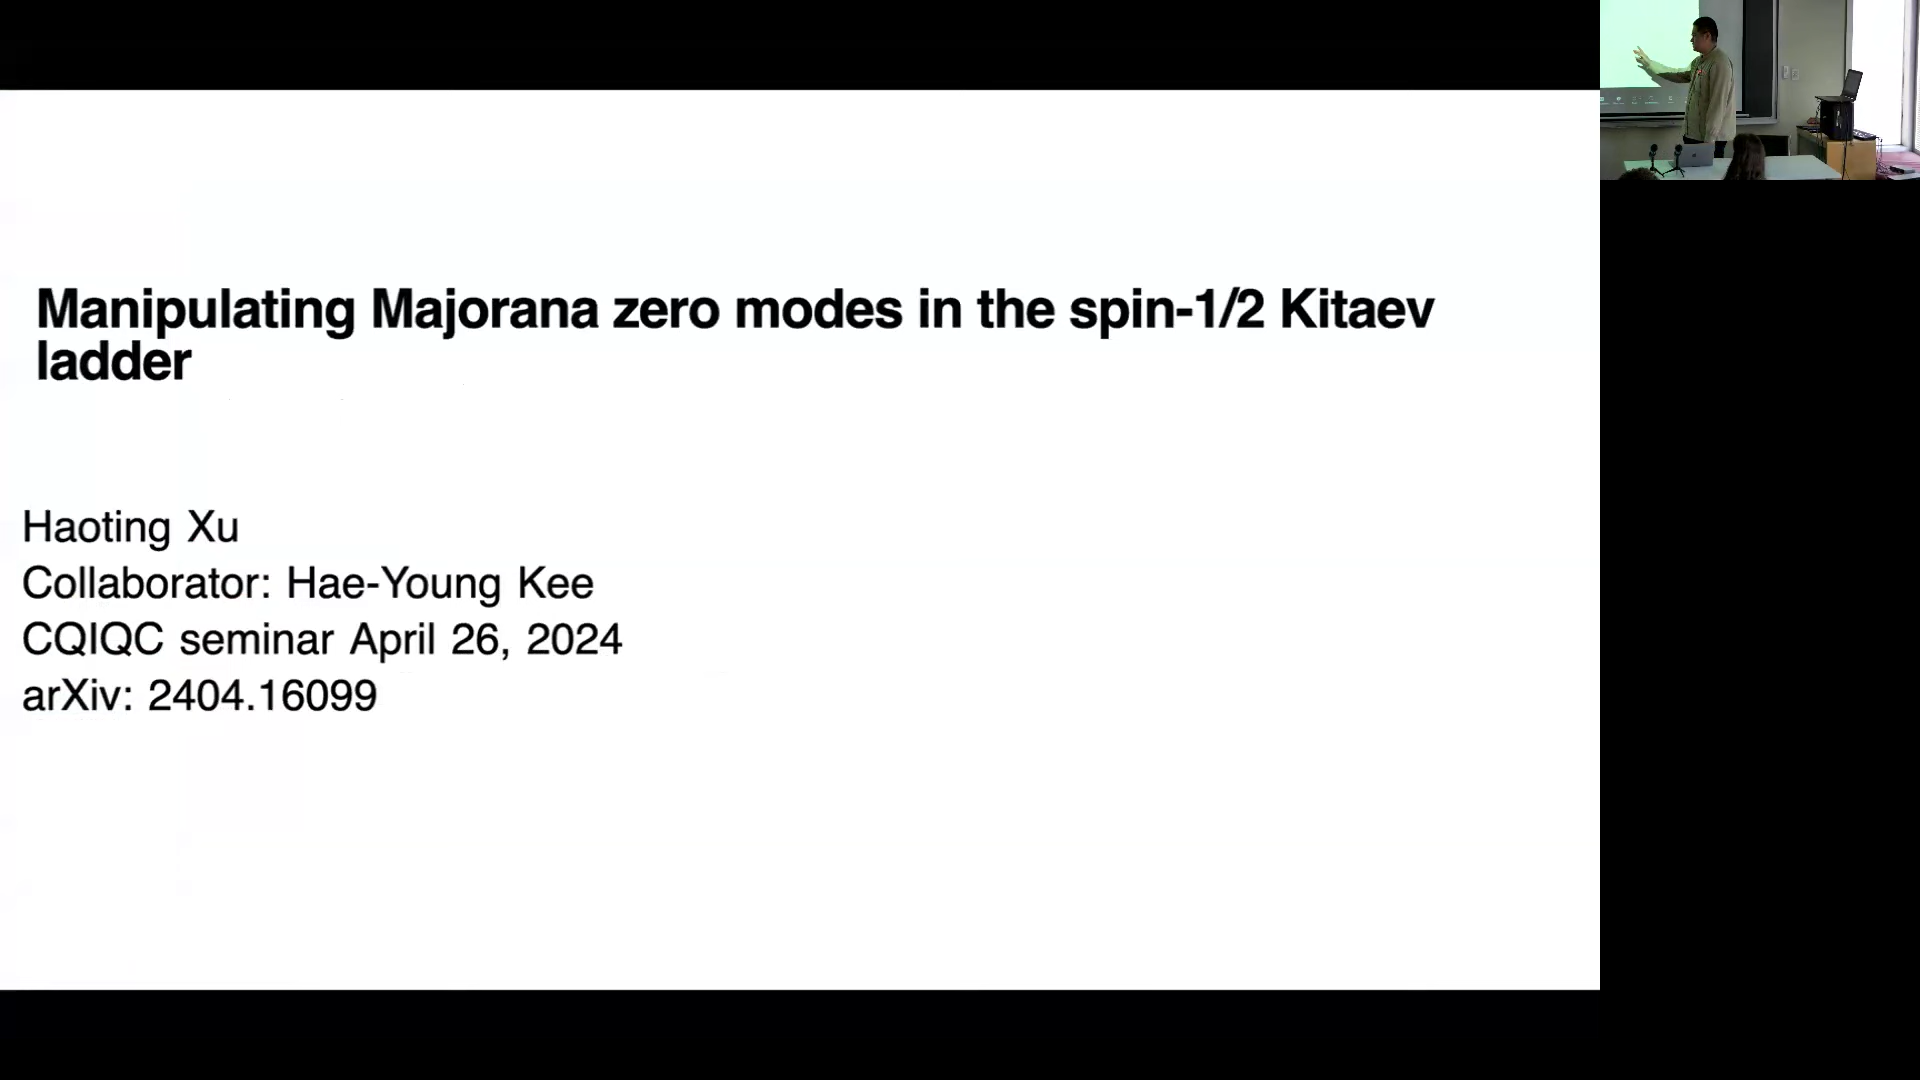 Manipulating Majorana zero modes in the spin-1/2 Kitaev
ladder
Haoting Xu
Collaborator: Hae-Young Kee
CQIQC seminar April 26, 2024
arXiv: 2404.16099